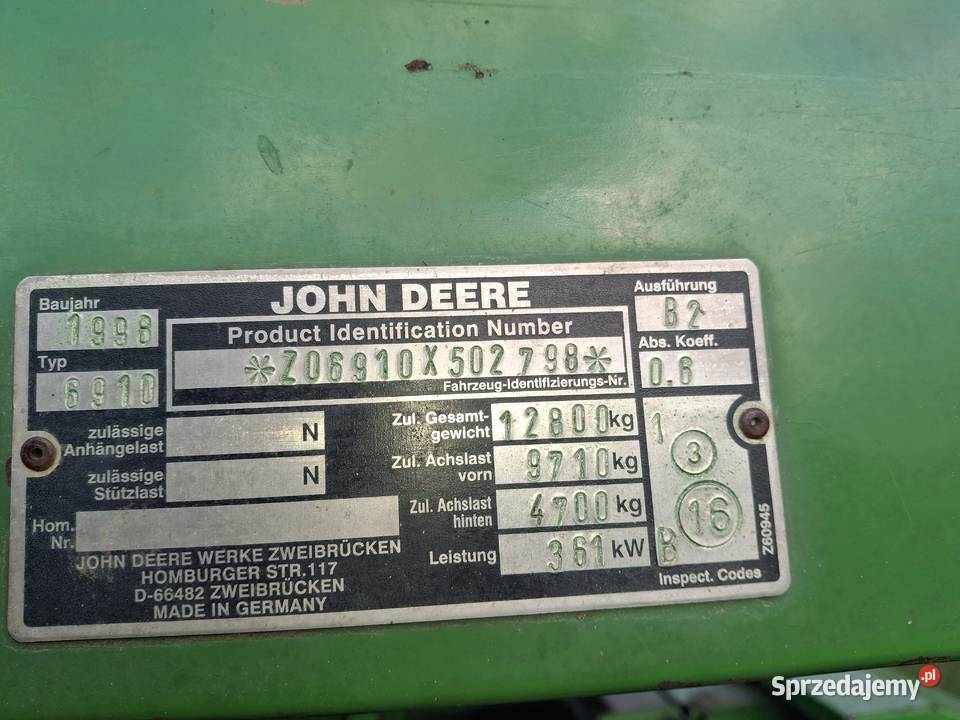 JOHN DEERE
Baujahr
1998
Typ
6910
Product Identification Number
*Z06910X502798*
Fahrzeug-Identifizierungs-Nr.
Ausführung
B2
Abs. Koeff.
0.6
zulässige
Anhängelast
N
zulässige
Stützlast
N
Hom.
Nr.
Zul. Gesamt-
gewicht
12800 kg
Zul. Achslast
vorn
9710 kg
Zul. Achslast
hinten
4700 kg
Leistung
361 kW
1
3
16
B
Inspect. Codes
Z60945
JOHN DEERE WERKE ZWEIBRÜCKEN
HOMBURGER STR.117
D-66482 ZWEIBRÜCKEN
MADE IN GERMANY
Sprzedajemy.pl